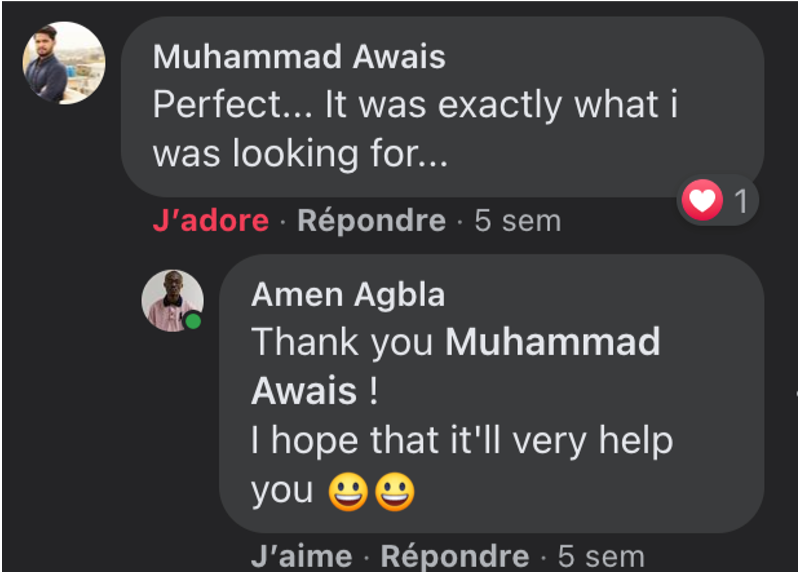 Muhammad Awais
Perfect... It was exactly what i
was looking for...
1
J'adore · Répondre · 5 sem
Amen Agbla
Thank you Muhammad
Awais !
I hope that it'll very help
you 😃😃
J'aime · Répondre · 5 sem